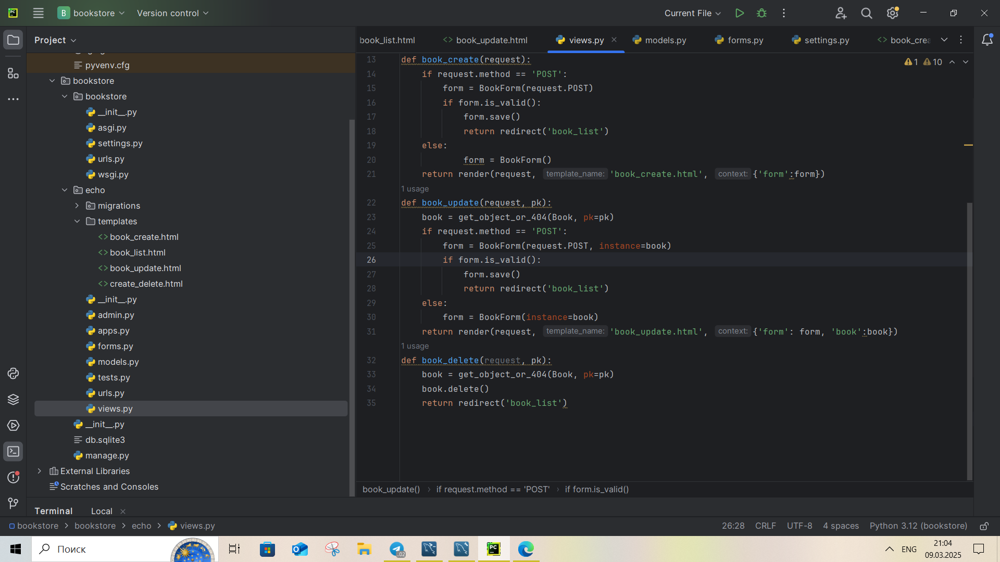 PC
B bookstore
Version control
Current File
Project
book_list.html
book_update.html
views.py
models.py
forms.py
settings.py
book_crea
pyvenv.cfg
bookstore
bookstore
__init__.py
asgi.py
settings.py
urls.py
wsgi.py
echo
migrations
templates
book_create.html
book_list.html
book_update.html
create_delete.html
__init__.py
admin.py
apps.py
forms.py
models.py
tests.py
urls.py
views.py
__init__.py
db.sqlite3
manage.py
External Libraries
Scratches and Consoles
1 10
13 def book_create(request):
14     if request.method == 'POST':
15         form = BookForm(request.POST)
16         if form.is_valid():
17             form.save()
18             return redirect('book_list')
19     else:
20             form = BookForm()
21     return render(request, template_name: 'book_create.html', context: {'form':form})
1 usage
22 def book_update(request, pk):
23     book = get_object_or_404(Book, pk=pk)
24     if request.method == 'POST':
25         form = BookForm(request.POST, instance=book)
26         if form.is_valid():
27             form.save()
28             return redirect('book_list')
29     else:
30         form = BookForm(instance=book)
31     return render(request, template_name: 'book_update.html', context: {'form': form, 'book':book})
1 usage
32 def book_delete(request, pk):
33     book = get_object_or_404(Book, pk=pk)
34     book.delete()
35     return redirect('book_list')
book_update() › if request.method == 'POST' › if form.is_valid()
Terminal
Local
bookstore > bookstore > echo > views.py
26:28
CRLF
UTF-8
4 spaces
Python 3.12 (bookstore)
Поиск
02
PC
ENG
21:04
09.03.2025